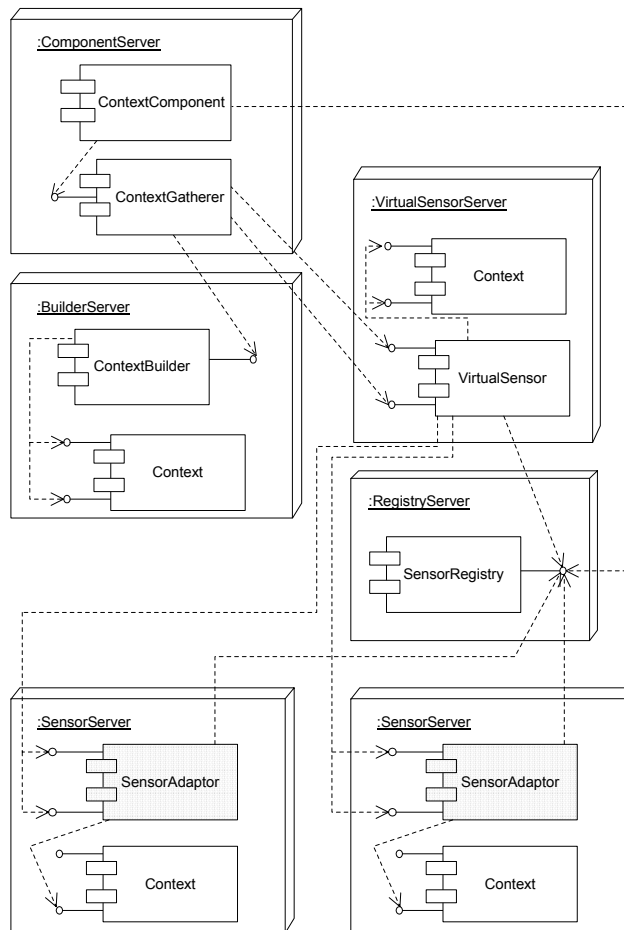 :ComponentServer
ContextComponent
ContextGatherer
:VirtualSensorServer
Context
VirtualSensor
:BuilderServer
ContextBuilder
Context
:RegistryServer
SensorRegistry
:SensorServer
SensorAdaptor
Context
:SensorServer
SensorAdaptor
Context